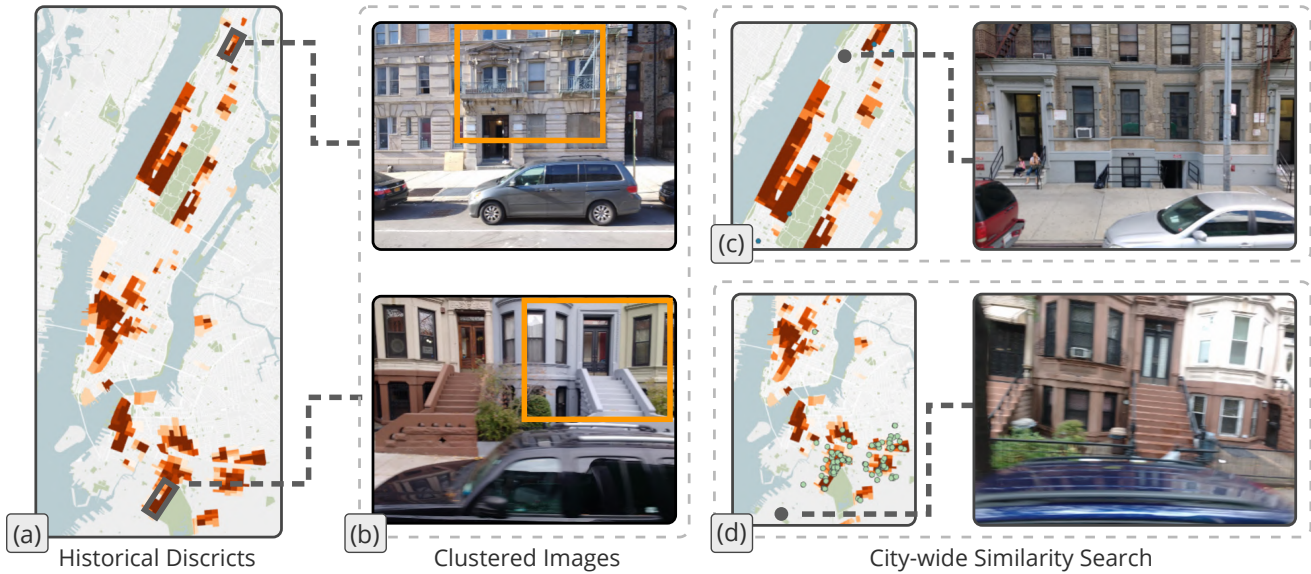 (a)
(b)
(c)
(d)
Historical Discricts
Clustered Images
City-wide Similarity Search